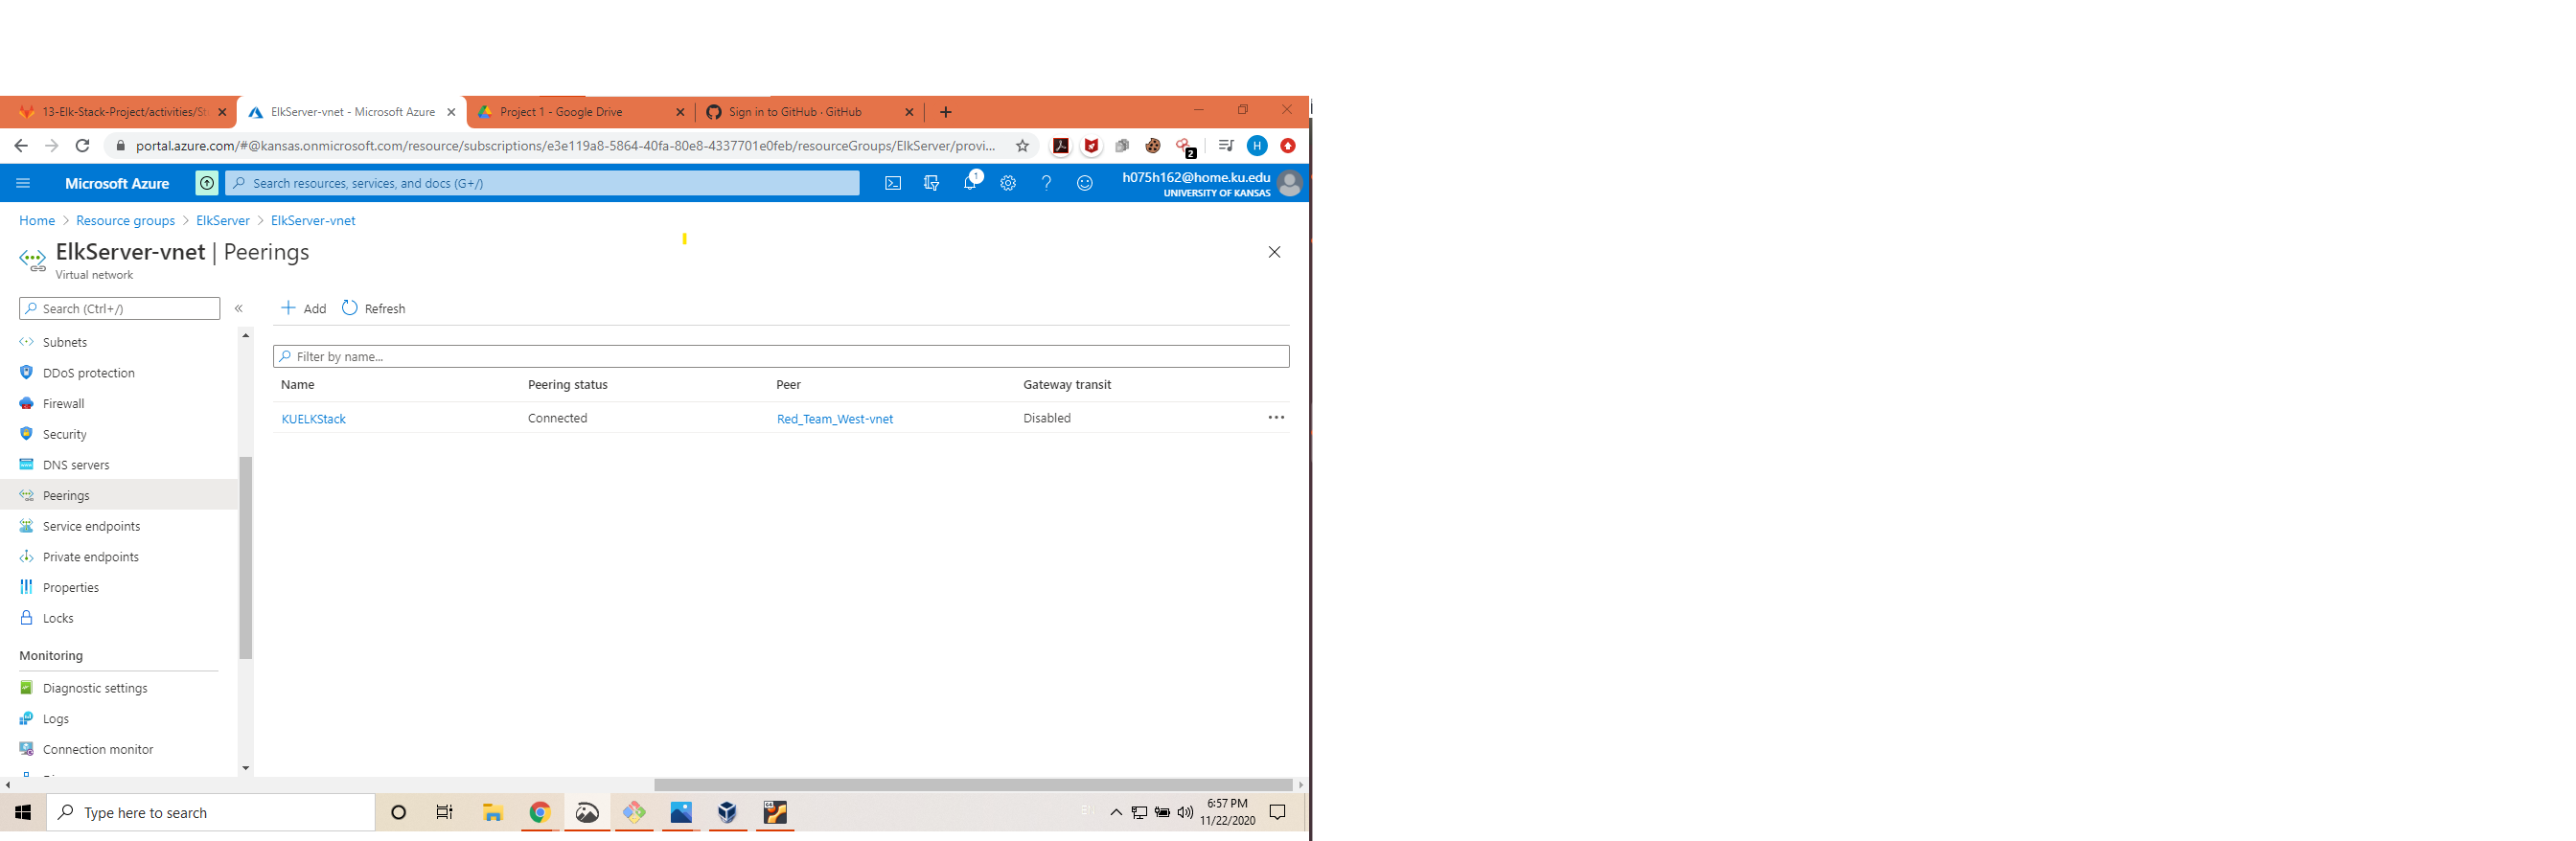 13-Elk-Stack-Project/activities/St
ElkServer-vnet - Microsoft Azure
Project 1 - Google Drive
Sign in to GitHub · GitHub
portal.azure.com/#@kansas.onmicrosoft.com/resource/subscriptions/e3e119a8-5864-40fa-80e8-4337701e0feb/resourceGroups/ElkServer/provi...
2
H
Microsoft Azure
Search resources, services, and docs (G+/)
1
h075h162@home.ku.edu
UNIVERSITY OF KANSAS
Home > Resource groups > ElkServer > ElkServer-vnet
ElkServer-vnet | Peerings
Virtual network
Search (Ctrl+/)
«
Add
Refresh
Filter by name...
Name Peering status Peer Gateway transit
KUELKStack Connected Red_Team_West-vnet Disabled
Subnets
DDoS protection
Firewall
Security
DNS servers
Peerings
Service endpoints
Private endpoints
Properties
Locks
Monitoring
Diagnostic settings
Logs
Connection monitor
Type here to search
EN
6:57 PM
11/22/2020